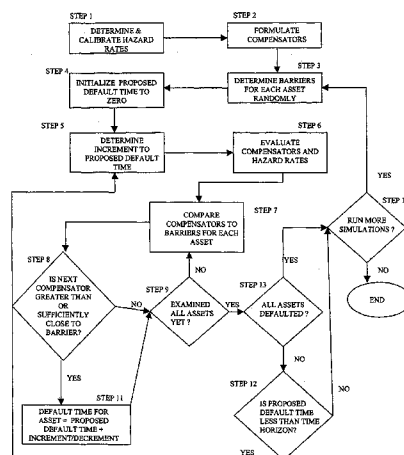 STEP 1
DETERMINE &
CALIBRATE HAZARD
RATES
STEP 2
FORMULATE
COMPENSATORS
STEP 3
DETERMINE BARRIERS
FOR EACH ASSET
RANDOMLY
STEP 4
INITIALIZE PROPOSED
DEFAULT TIME TO
ZERO
STEP 5
DETERMINE
INCREMENT TO
PROPOSED DEFAULT
TIME
STEP 6
EVALUATE
COMPENSATORS AND
HAZARD RATES
STEP 7
COMPARE
COMPENSATORS TO
BARRIERS FOR EACH
ASSET
STEP 8
IS NEXT
COMPENSATOR
GREATER THAN
OR
SUFFICIENTLY
CLOSE TO
BARRIER?
NO
YES
STEP 9
EXAMINED
ALL ASSETS
YET ?
NO
YES
STEP 11
DEFAULT TIME FOR
ASSET = PROPOSED
DEFAULT TIME +
INCREMENT/DECREMENT
STEP 13
ALL ASSETS
DEFAULTED ?
YES
NO
STEP 12
IS PROPOSED
DEFAULT TIME
LESS THAN TIME
HORIZON?
NO
YES
STEP 1
RUN MORE
SIMULATIONS ?
YES
NO
END